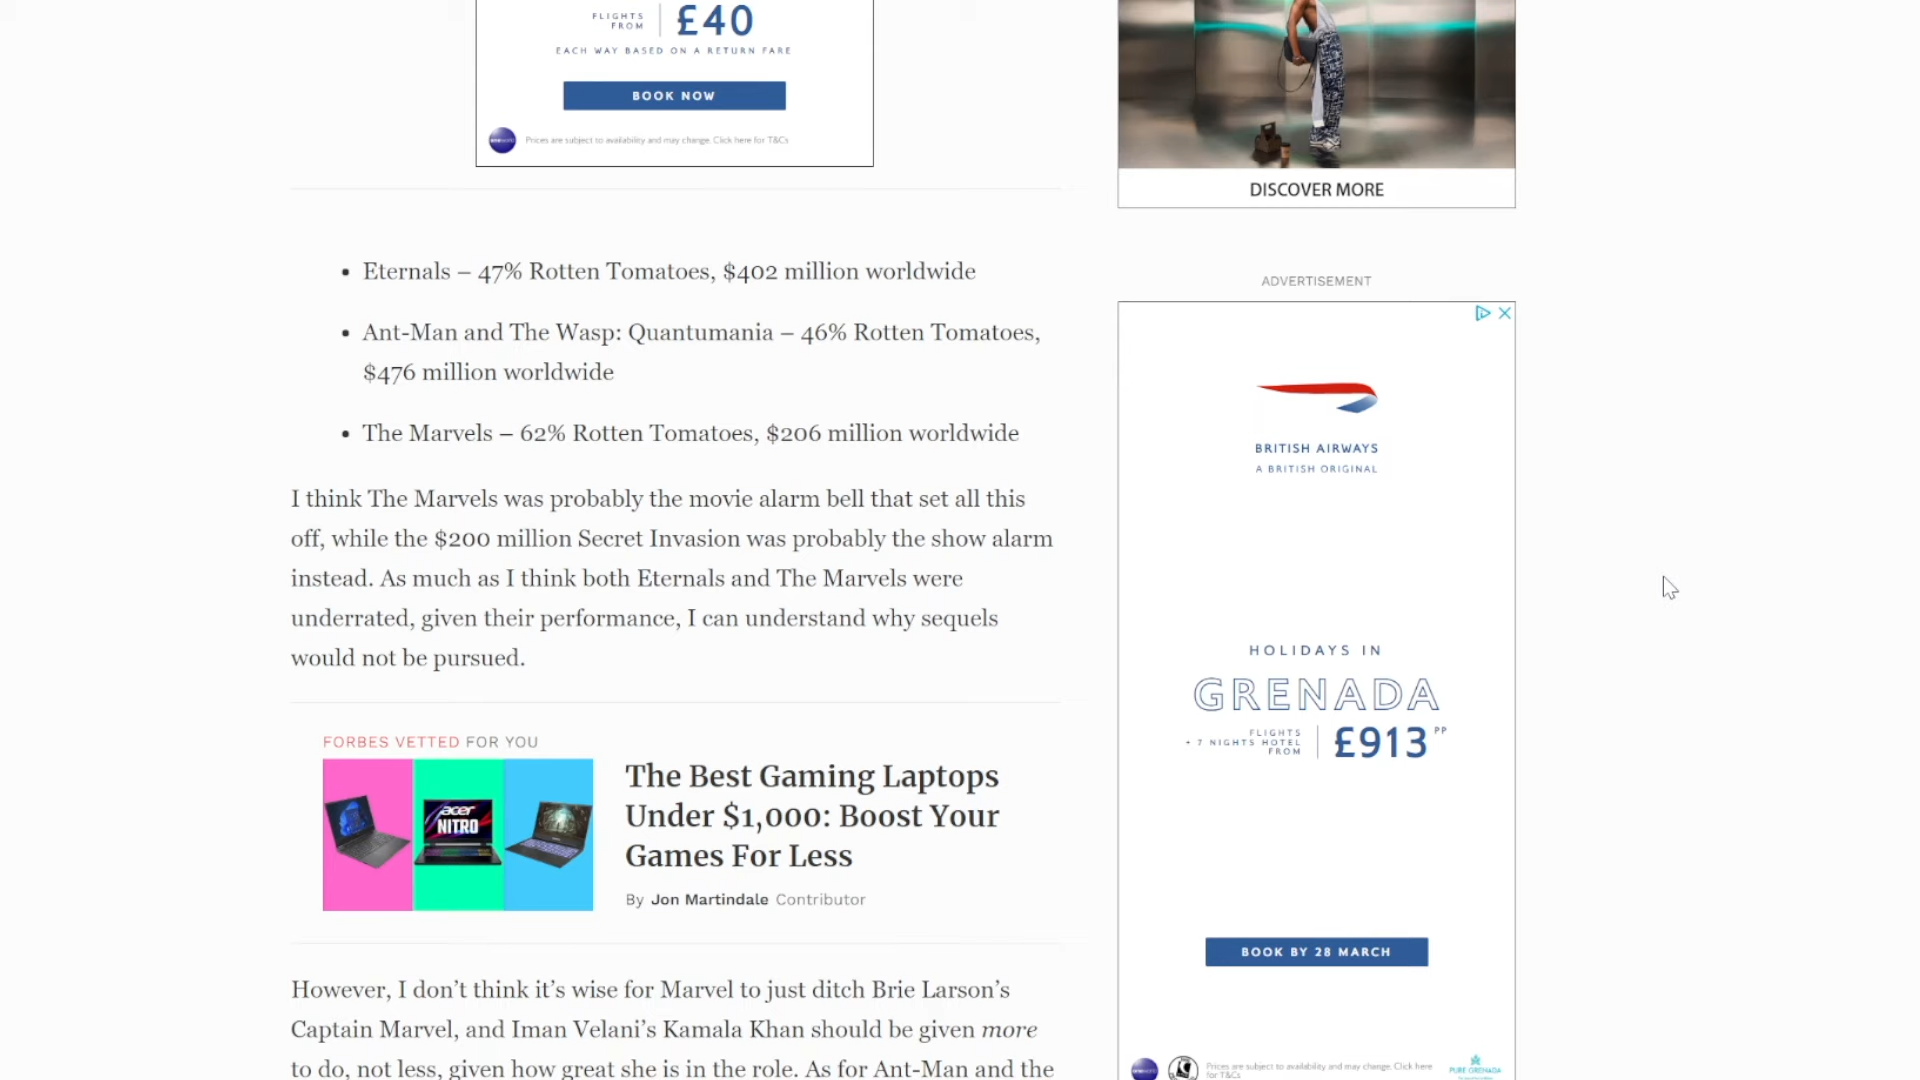 FLIGHTS
FROM
£40
EACH WAY BASED ON A RETURN FARE
BOOK NOW
Prices are subject to availability and may change. Click here for T&Cs
DISCOVER MORE
• Eternals – 47% Rotten Tomatoes, $402 million worldwide
• Ant-Man and The Wasp: Quantumania – 46% Rotten Tomatoes,
$476 million worldwide
• The Marvels – 62% Rotten Tomatoes, $206 million worldwide
I think The Marvels was probably the movie alarm bell that set all this
off, while the $200 million Secret Invasion was probably the show alarm
instead. As much as I think both Eternals and The Marvels were
underrated, given their performance, I can understand why sequels
would not be pursued.
FORBES VETTED FOR YOU
acer
NITRO
The Best Gaming Laptops
Under $1,000: Boost Your
Games For Less
By Jon Martindale Contributor
However, I don’t think it’s wise for Marvel to just ditch Brie Larson’s
Captain Marvel, and Iman Velani’s Kamala Khan should be given more
to do, not less, given how great she is in the role. As for Ant-Man and the
ADVERTISEMENT
BRITISH AIRWAYS
A BRITISH ORIGINAL
HOLIDAYS IN
GRENADA
FLIGHTS
+ 7 NIGHTS HOTEL
FROM
£913 PP
BOOK BY 28 MARCH
Prices are subject to availability and may change. Click here
for T&Cs
PURE GRENADA